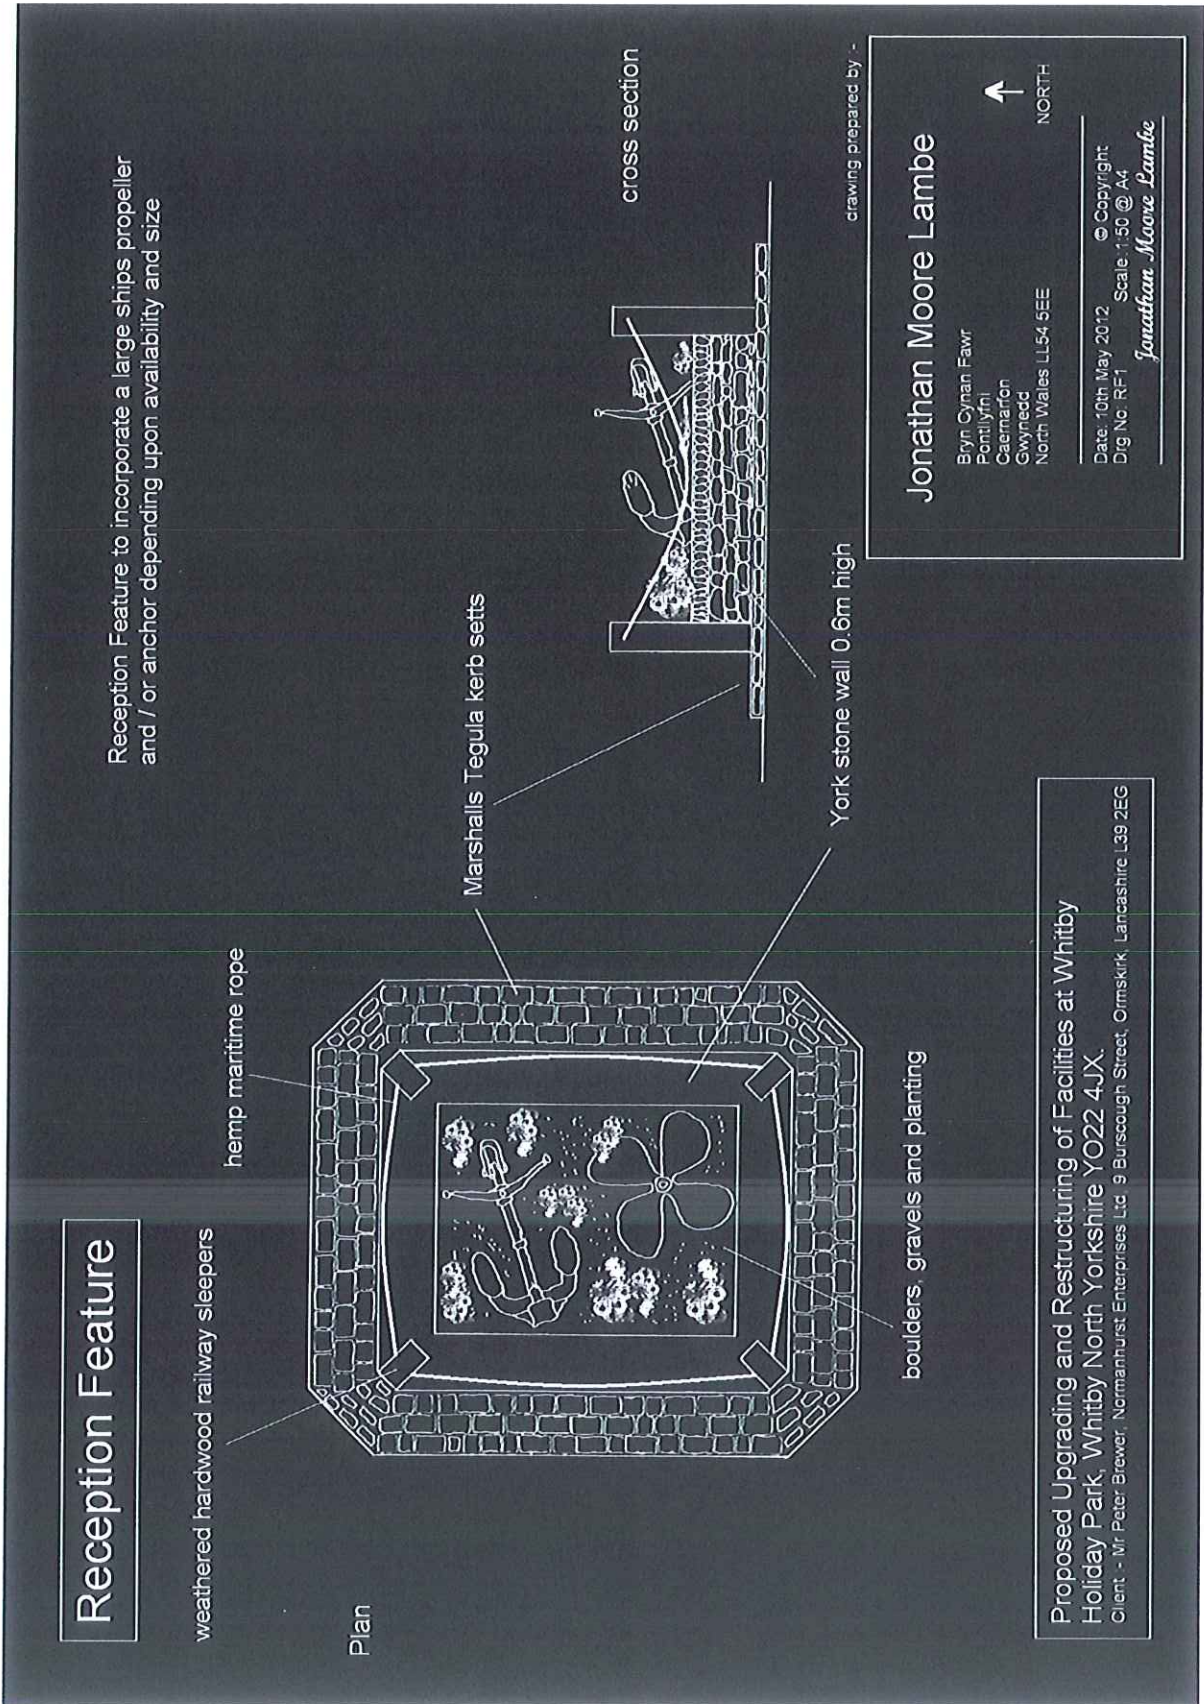 Reception Feature
Reception Feature to incorporate a large ships propeller
and / or anchor depending upon availability and size
weathered hardwood railway sleepers
hemp maritime rope
Marshalls Tegula kerb setts
cross section
Plan
boulders, gravels and planting
York stone wall 0.6m high
drawing prepared by :-
Jonathan Moore Lambe
Bryn Cynan Fawr
Pontllyfni
Caernarfon
Gwynedd
North Wales LL54 5EE
NORTH
Date: 10th May 2012 © Copyright
Drg No: RF1 Scale 1:50 @ A4
Jonathan Moore Lambe
Proposed Upgrading and Restructuring of Facilities at Whitby
Holiday Park, Whitby North Yorkshire YO22 4JX.
Client :- Mr Peter Brewer, Normanhurst Enterprises Ltd 9 Burscough Street, Ormskirk, Lancashire L39 2EG